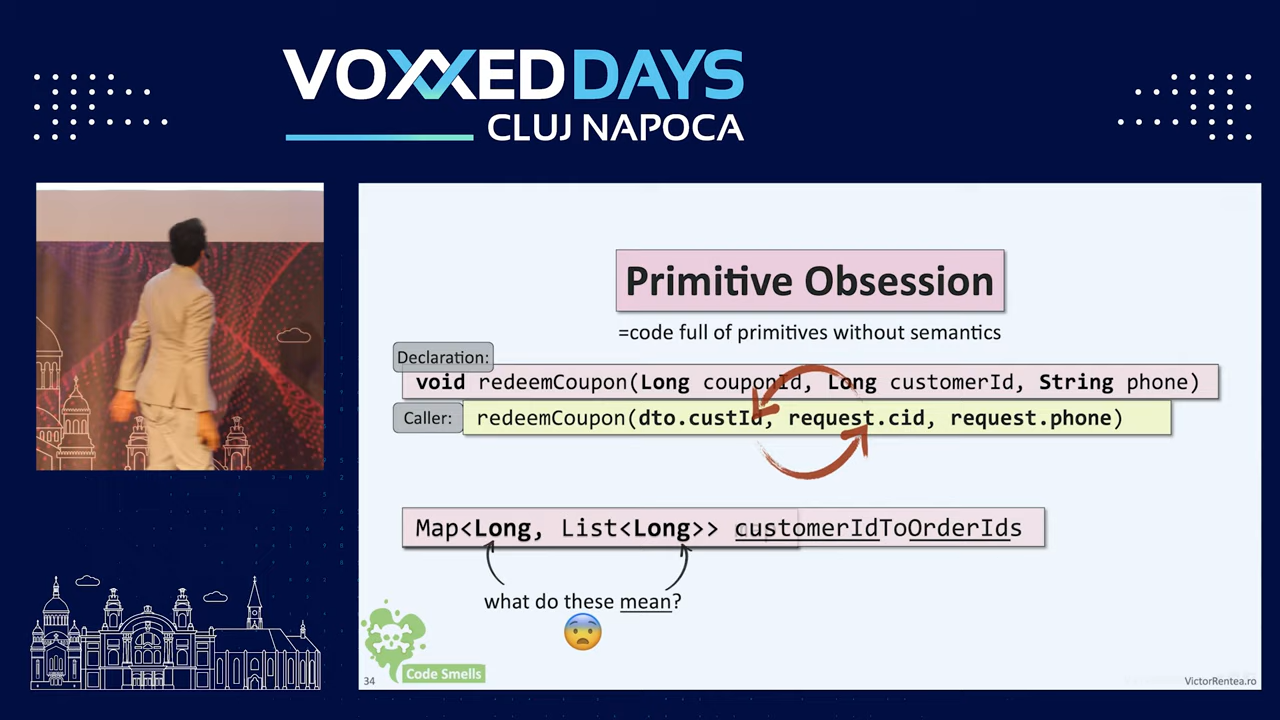 VOXXED DAYS
CLUJ NAPOCA
Primitive Obsession
=code full of primitives without semantics
Declaration:
void redeemCoupon(Long couponId, Long customerId, String phone)
Caller:
redeemCoupon(dto.custId, request.cid, request.phone)
Map<Long, List<Long>> customerIdToOrderIds
what do these mean?
Code Smells
34
VictorRentea.ro